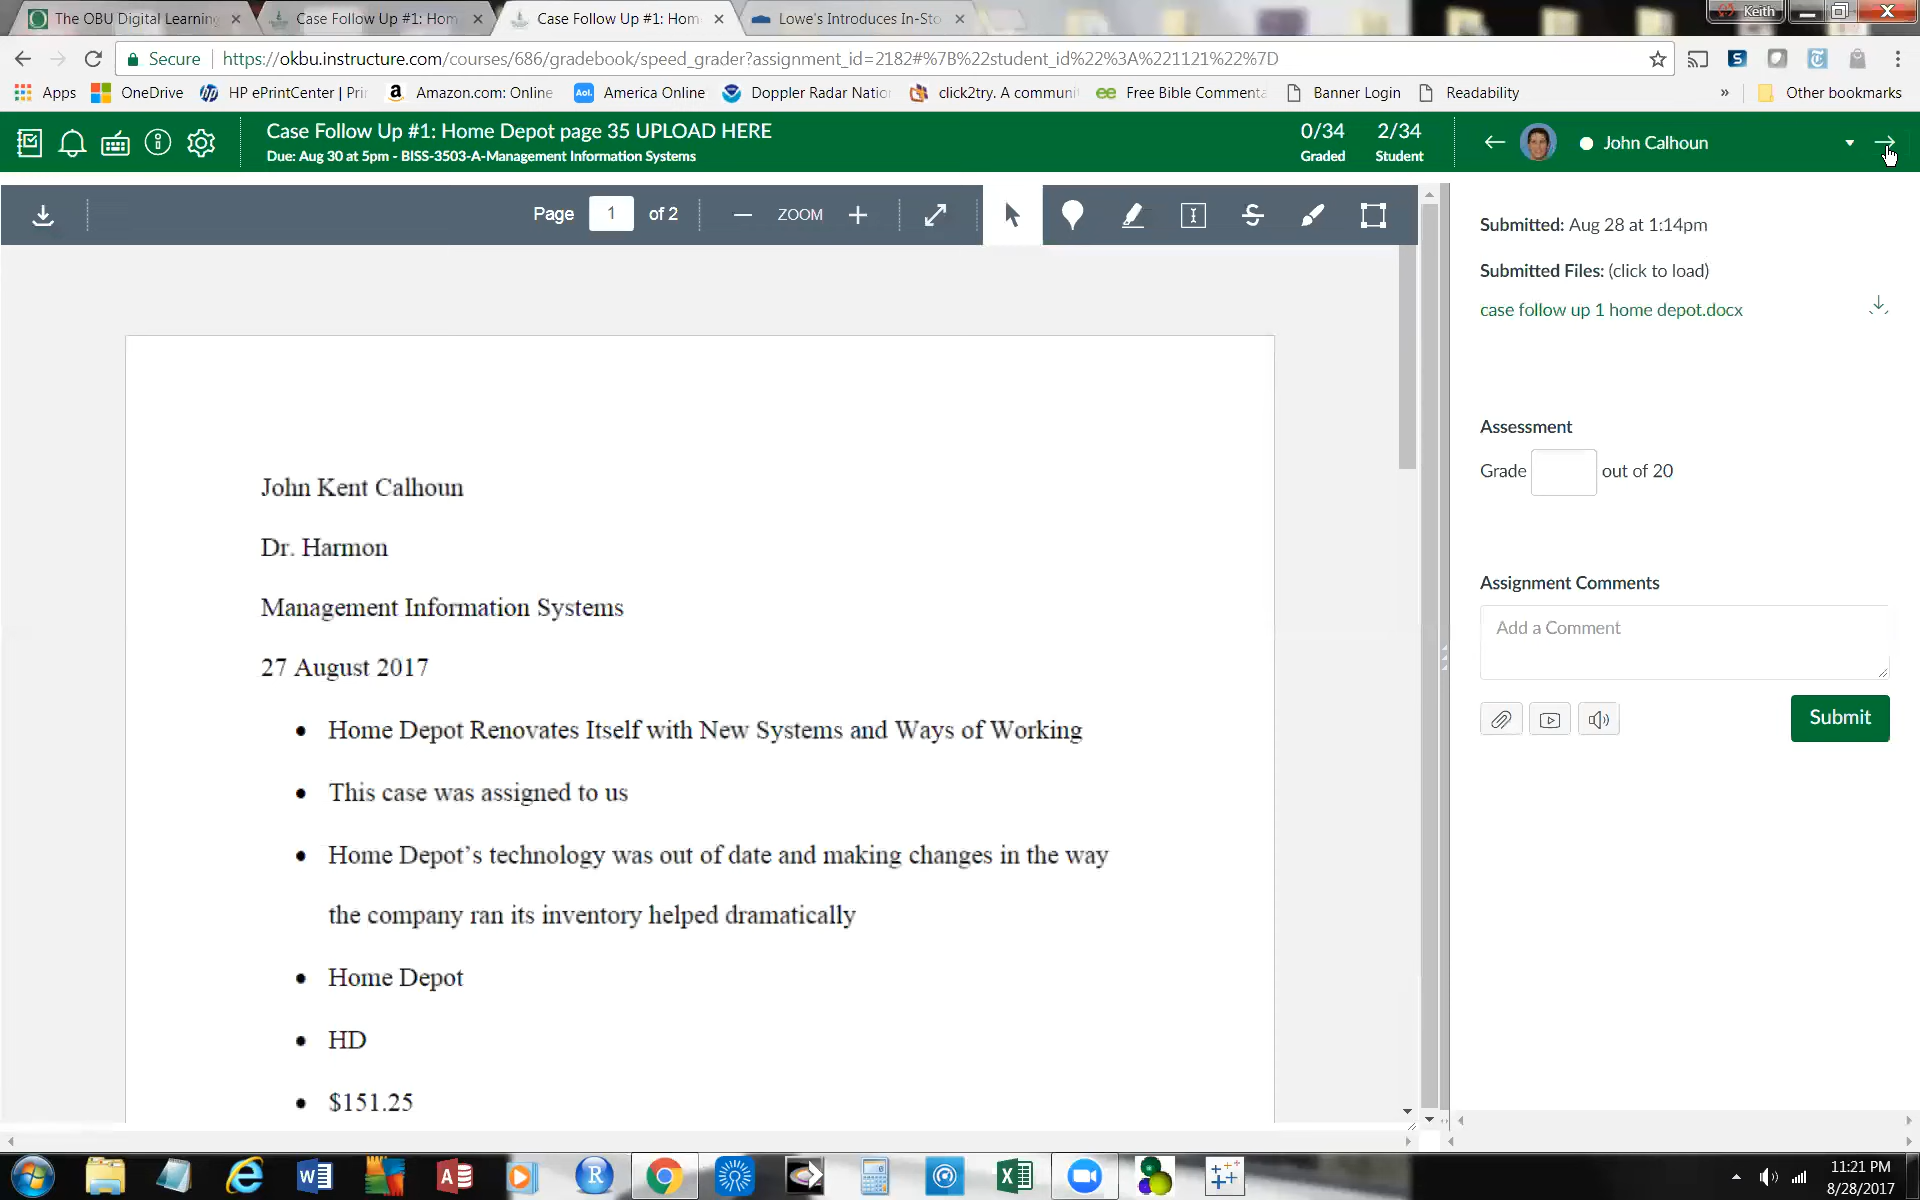 The OBU Digital Learning
Case Follow Up #1: Hom
Case Follow Up #1: Hom
Lowe's Introduces In-Sto
Keith
Secure
https://okbu.instructure.com/courses/686/gradebook/speed_grader?assignment_id=2182#%7B%22student_id%22%3A%221121%22%7D
Apps
OneDrive
HP ePrintCenter | Pri
Amazon.com: Online
Aol.
America Online
Doppler Radar Natio
click2try. A communi
Free Bible Commenta
Banner Login
Readability
»
Other bookmarks
Case Follow Up #1: Home Depot page 35 UPLOAD HERE
Due: Aug 30 at 5pm - BISS-3503-A-Management Information Systems
0/34
Graded
2/34
Student
John Calhoun
Page 1 of 2
ZOOM
John Kent Calhoun
Dr. Harmon
Management Information Systems
27 August 2017
• Home Depot Renovates Itself with New Systems and Ways of Working
• This case was assigned to us
• Home Depot’s technology was out of date and making changes in the way
the company ran its inventory helped dramatically
• Home Depot
• HD
• $151.25
Submitted: Aug 28 at 1:14pm
Submitted Files: (click to load)
case follow up 1 home depot.docx
Assessment
Grade out of 20
Assignment Comments
Add a Comment
Submit
11:21 PM
8/28/2017